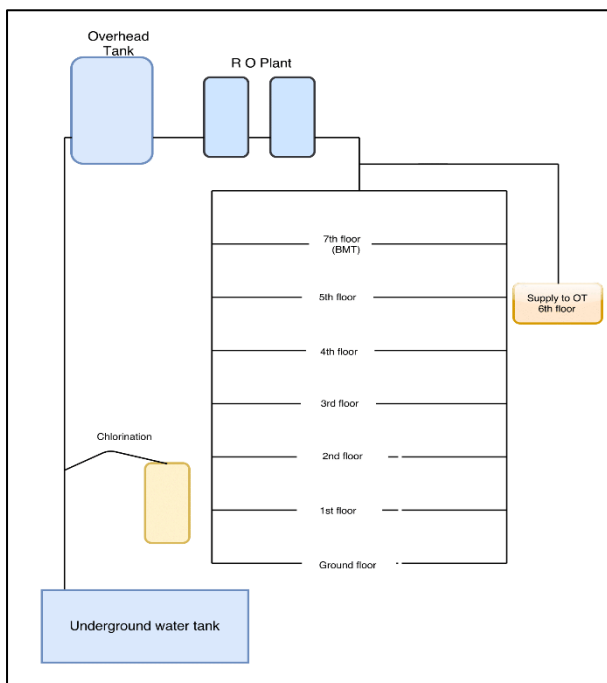 Overhead
Tank
R O Plant
7th floor
(BMT)
5th floor
Supply to OT
6th floor
4th floor
3rd floor
Chlorination
2nd floor
1st floor
Ground floor
Underground water tank